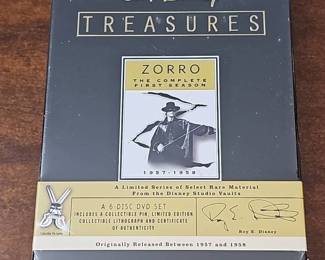 TREASURES
ZORRO
THE COMPLETE
FIRST SEASON
1957-1958
A Limited Series of Select Rare Material
From the Disney Studio Vaults
A 6-DISC DVD SET
INCLUDES A COLLECTIBLE PIN, LIMITED EDITION
COLLECTIBLE LITHOGRAPH AND CERTIFICATE
OF AUTHENTICITY
Roy E. Disney
Originally Released Between 1957 and 1958